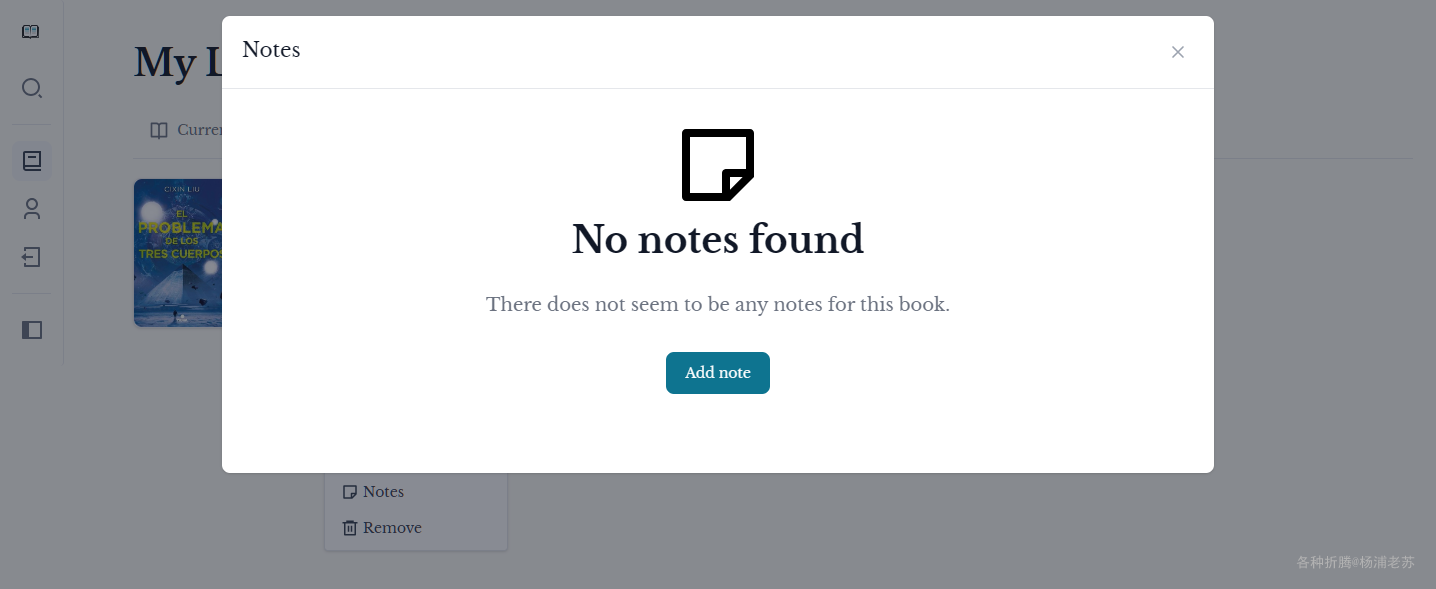 Notes
My L
Curre
CIXIN LIU
EL
PROBLEMA
DE LOS
TRES CUERPOS
No notes found
There does not seem to be any notes for this book.
Add note
Notes
Remove
各种折腾@杨浦老苏